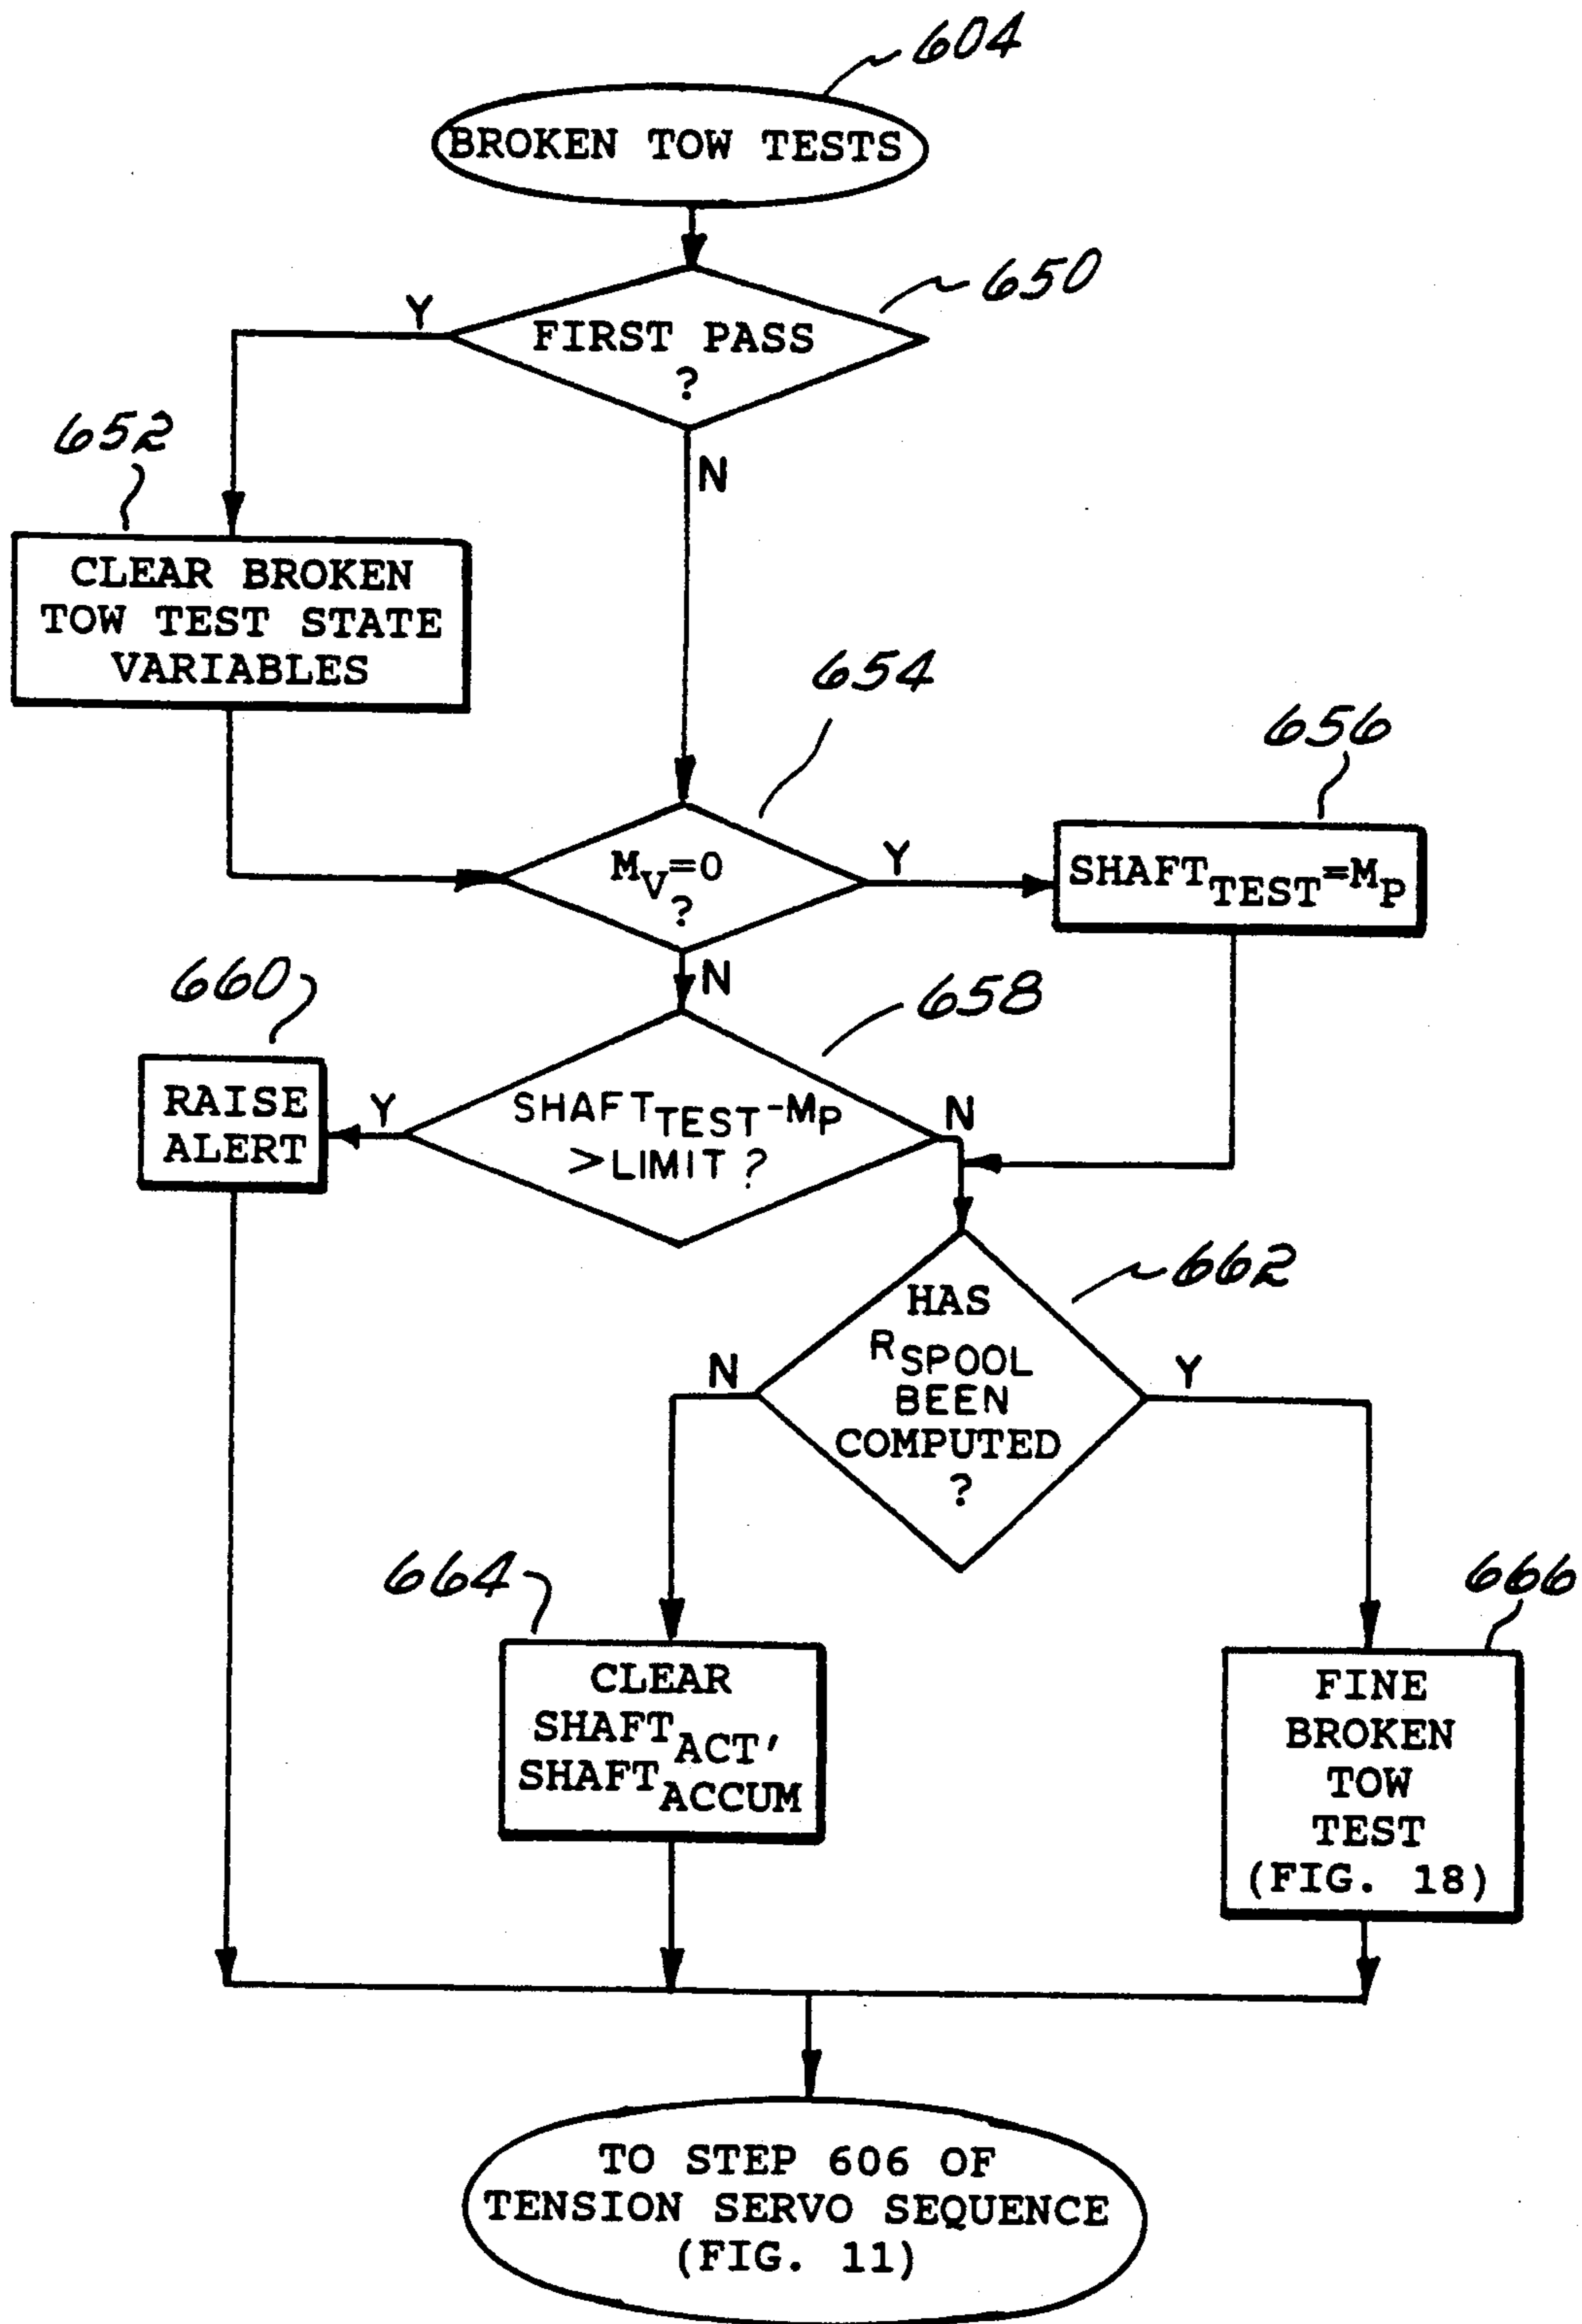 604
BROKEN TOW TESTS
650
Y
FIRST PASS
?
652
N
CLEAR BROKEN
TOW TEST STATE
VARIABLES
654
656
MV=0
?
Y
SHAFTTEST=MP
N
660
658
RAISE
ALERT
Y
SHAFTTEST-MP
>LIMIT ?
N
662
HAS
RSPOOL
BEEN
COMPUTED
?
N
Y
664
666
CLEAR
SHAFTACT,
SHAFTACCUM
FINE
BROKEN
TOW
TEST
(FIG. 18)
TO STEP 606 OF
TENSION SERVO SEQUENCE
(FIG. 11)